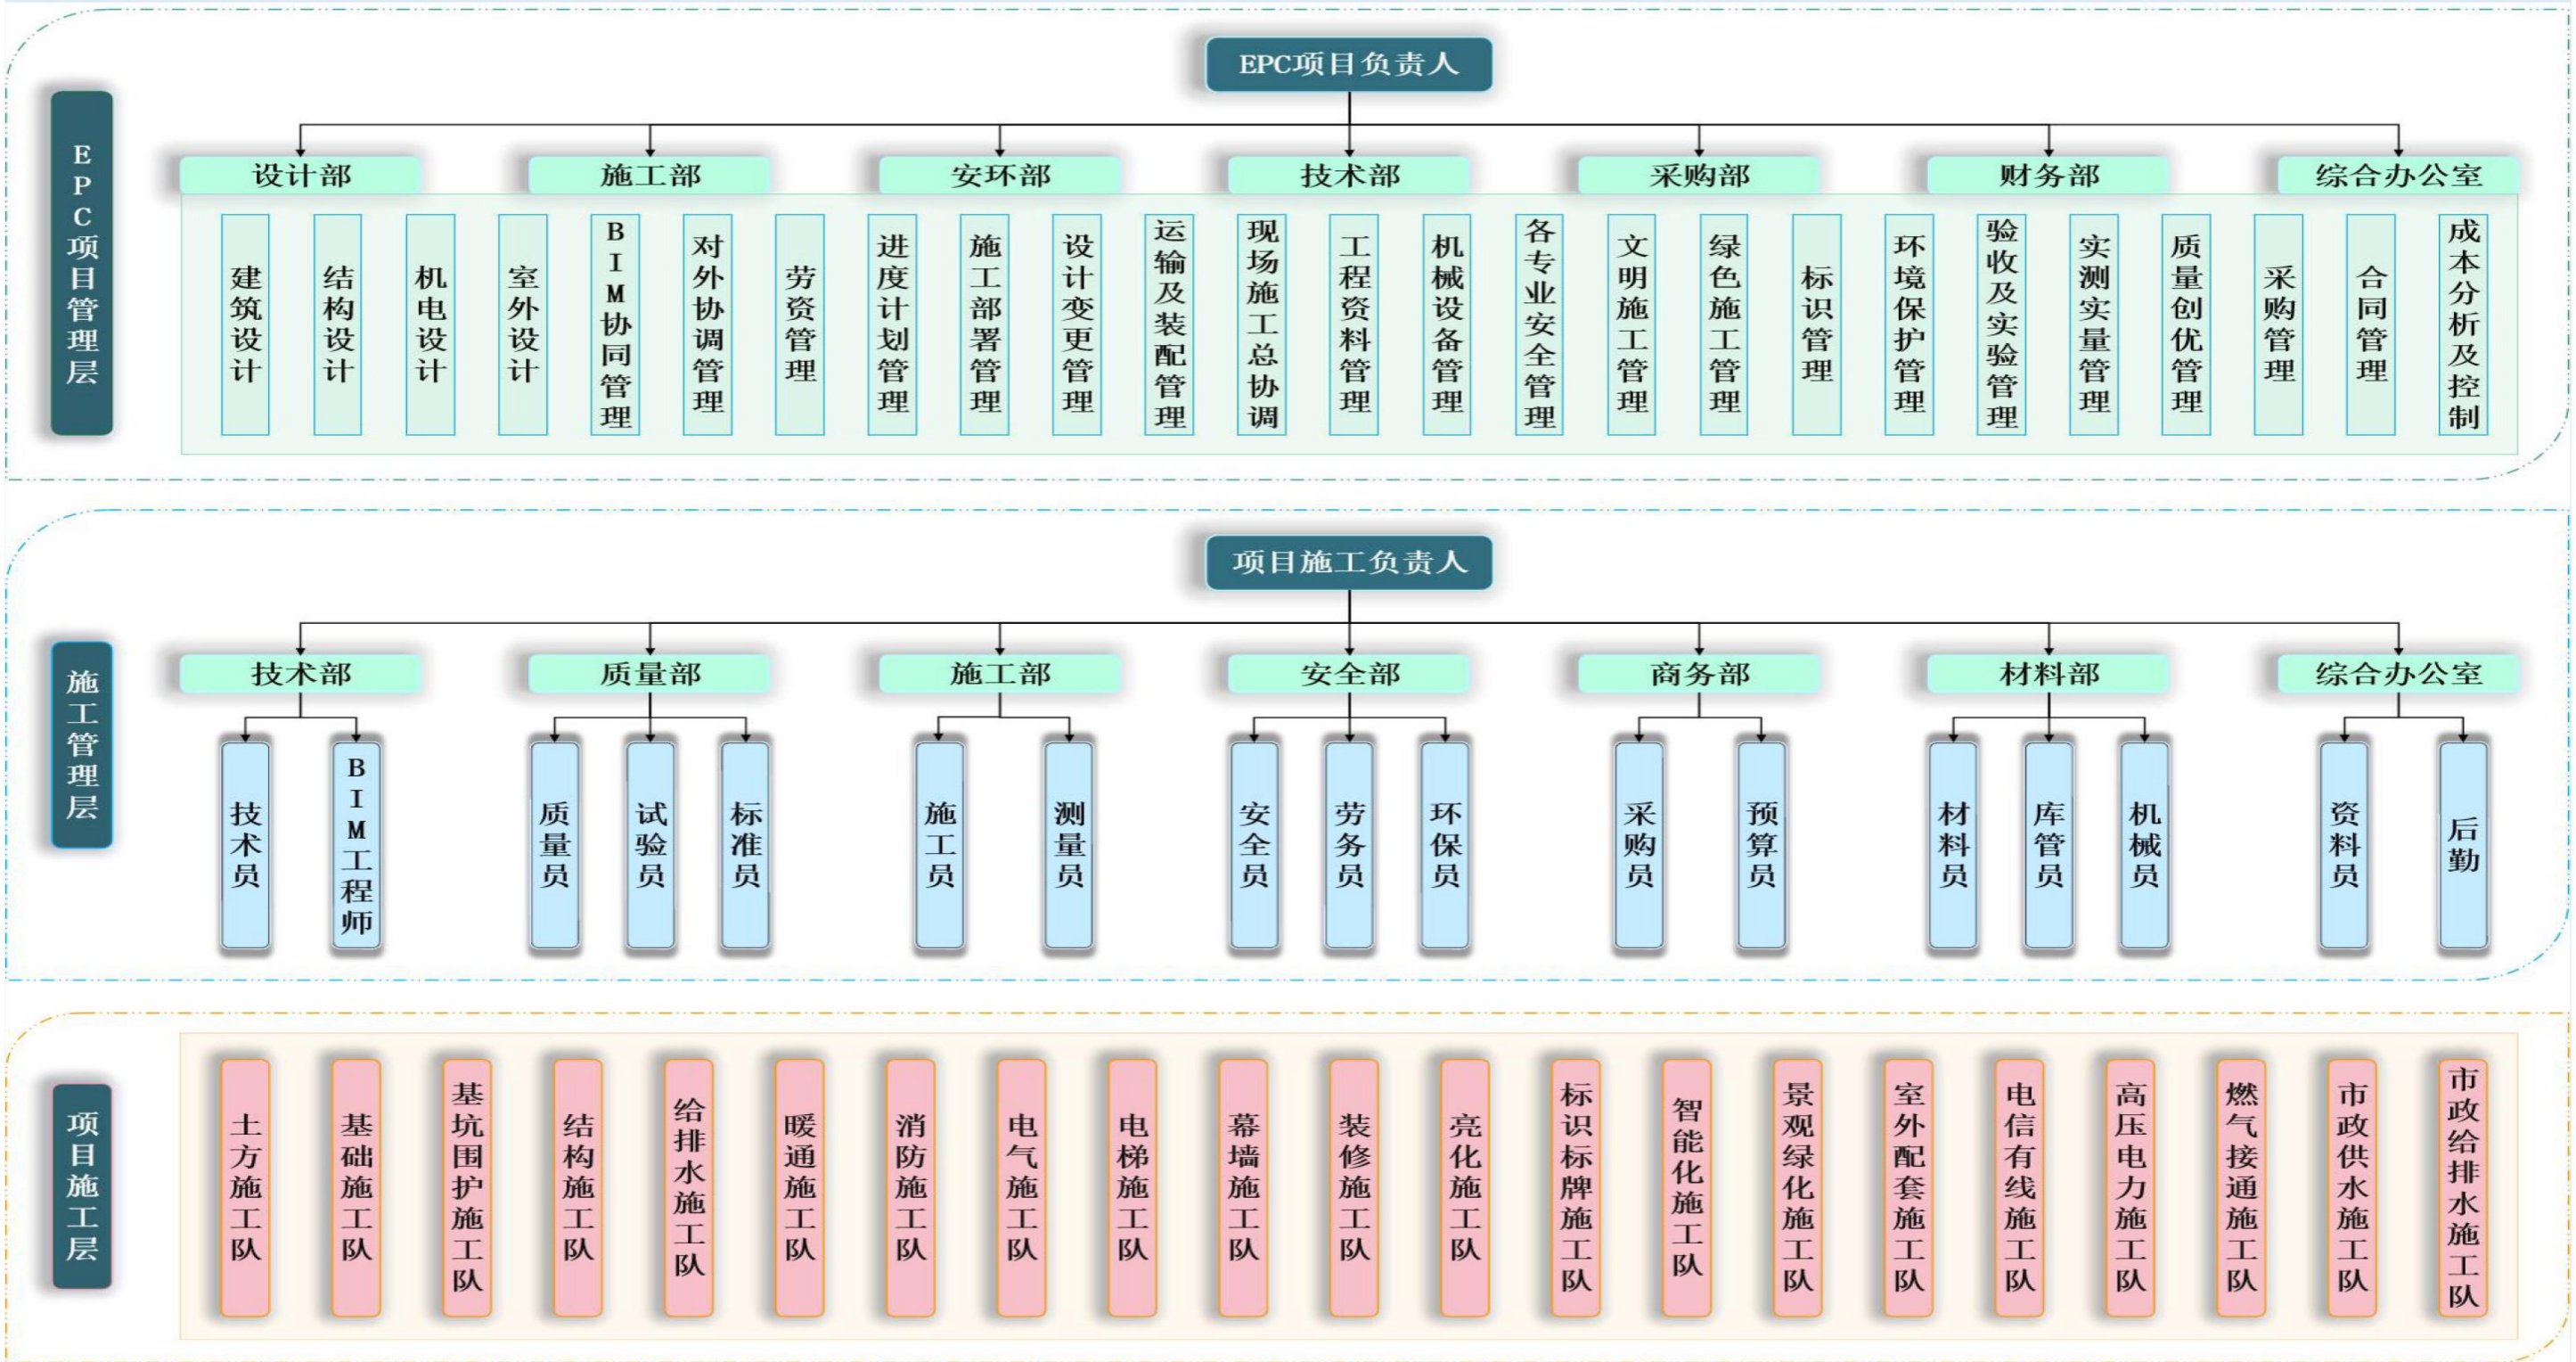 EPC项目负责人
EPC项目管理层
设计部
施工部
安环部
技术部
采购部
财务部
综合办公室
建筑设计
结构设计
机电设计
室外设计
BIM协同管理
对外协调管理
劳资管理
进度计划管理
施工部署管理
设计变更管理
运输及装配管理
现场施工总协调
工程资料管理
机械设备管理
各专业安全管理
文明施工管理
绿色施工管理
标识管理
环境保护管理
验收及实验管理
实测实量管理
质量创优管理
采购管理
合同管理
成本分析及控制
项目施工负责人
施工管理层
技术部
质量部
施工部
安全部
商务部
材料部
综合办公室
技术员
BIM工程师
质量员
试验员
标准员
施工员
测量员
安全员
劳务员
环保员
采购员
预算员
材料员
库管员
机械员
资料员
后勤
项目施工层
土方施工队
基础施工队
基坑围护施工队
结构施工队
给排水施工队
暖通施工队
消防施工队
电气施工队
电梯施工队
幕墙施工队
装修施工队
亮化施工队
标识标牌施工队
智能化施工队
景观绿化施工队
室外配套施工队
电信有线施工队
高压电力施工队
燃气接通施工队
市政供水施工队
市政给排水施工队